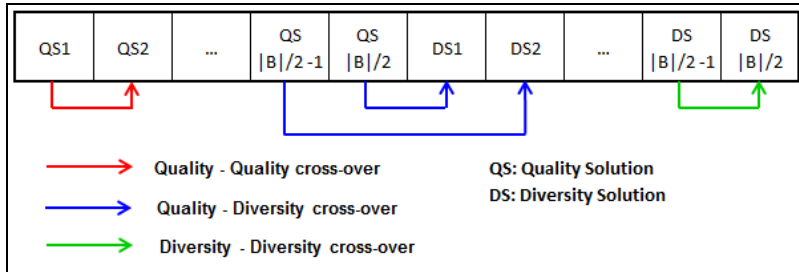 QS1 QS2 ... QS |B|/2 -1 QS |B|/2 DS1 DS2 ... DS |B|/2 -1 DS |B|/2
Quality - Quality cross-over
Quality - Diversity cross-over
Diversity - Diversity cross-over
QS: Quality Solution
DS: Diversity Solution